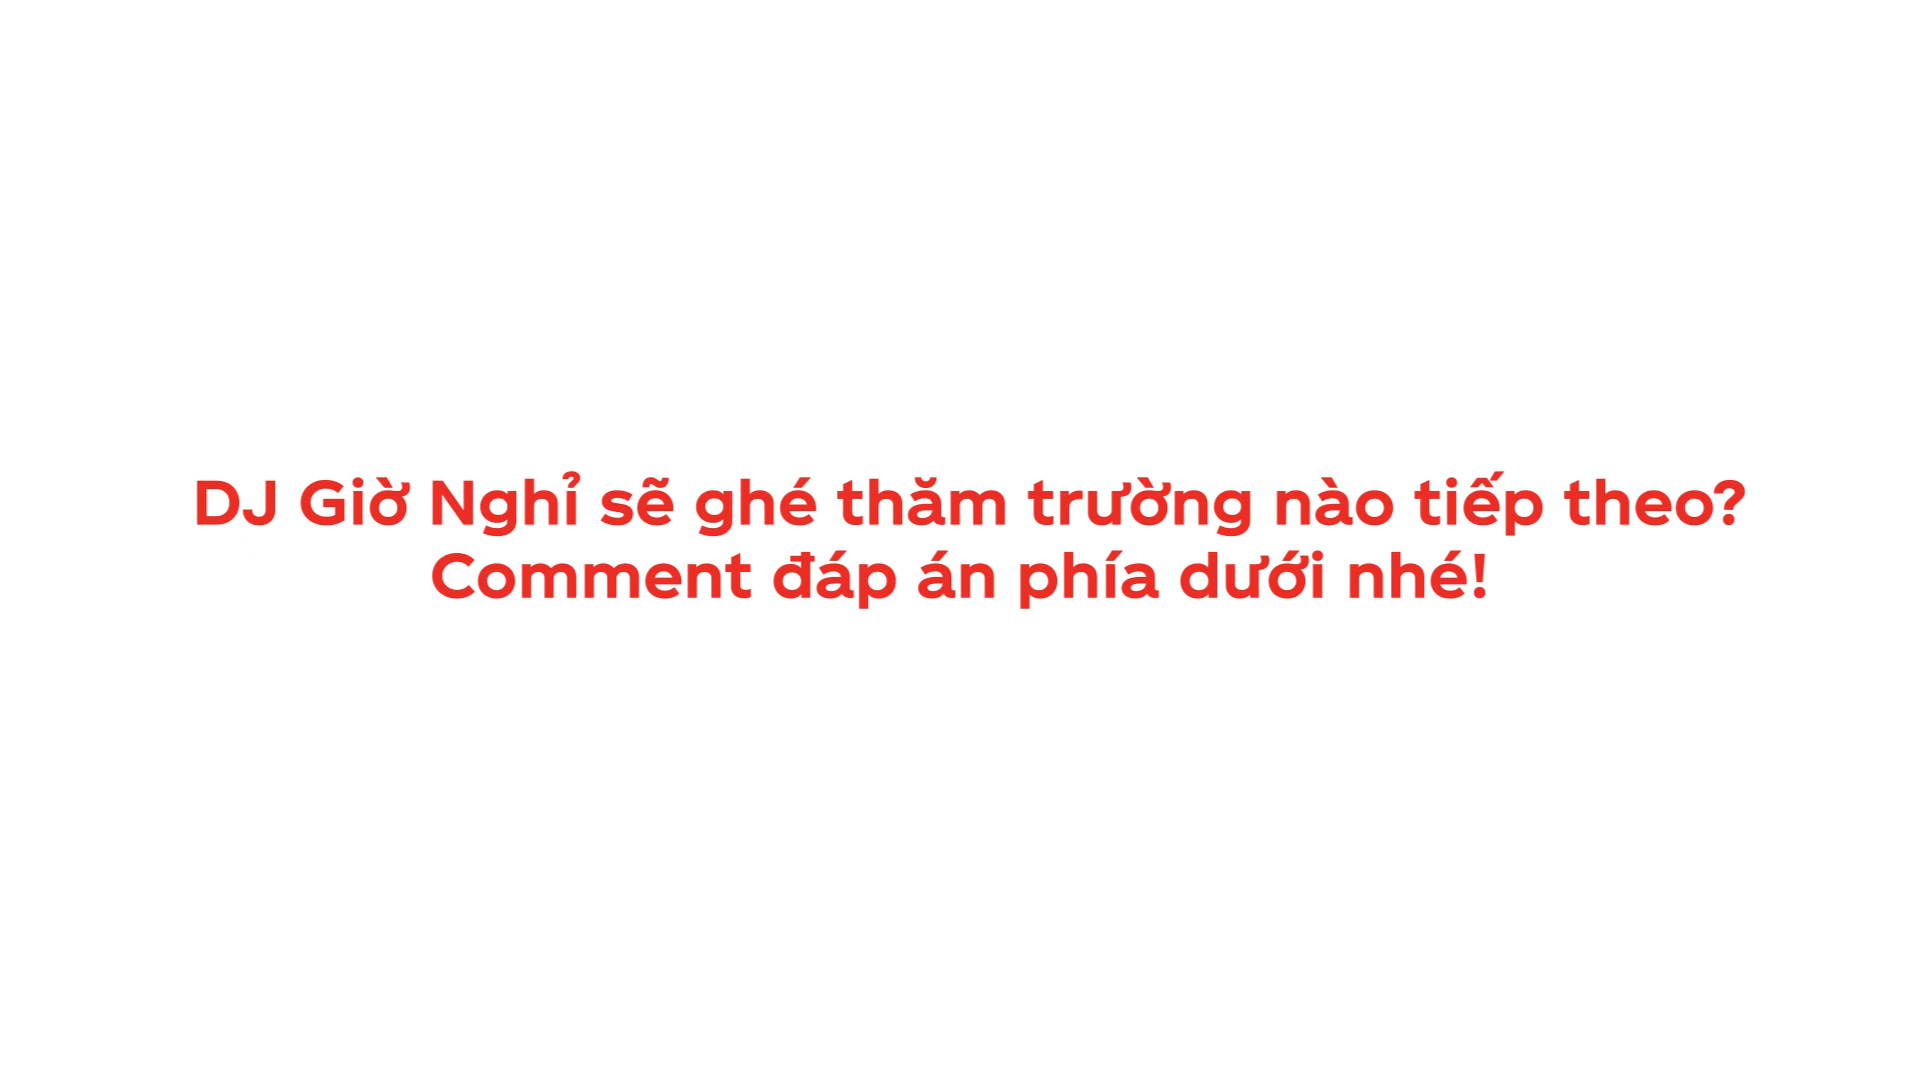 DJ Giờ Nghỉ sẽ ghé thăm trường nào tiếp theo?
Comment đáp án phía dưới nhé!